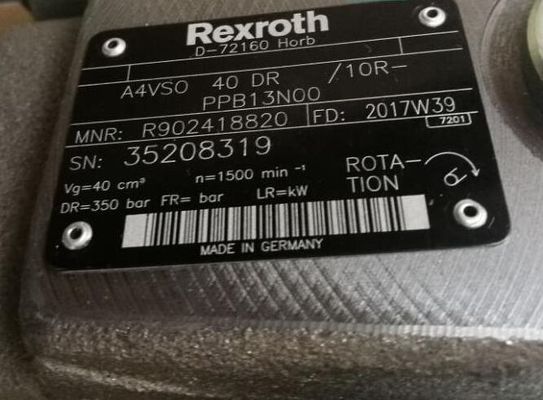 Rexroth
D-72160 Horb
A4VSO 40 DR /10R-
PPB13N00
MNR: R902418820 FD: 2017W39
7201
SN: 35208319
Vg=40 cm³ n=1500 min⁻¹
ROTA-
TION
DR=350 bar FR= bar LR=kW
MADE IN GERMANY